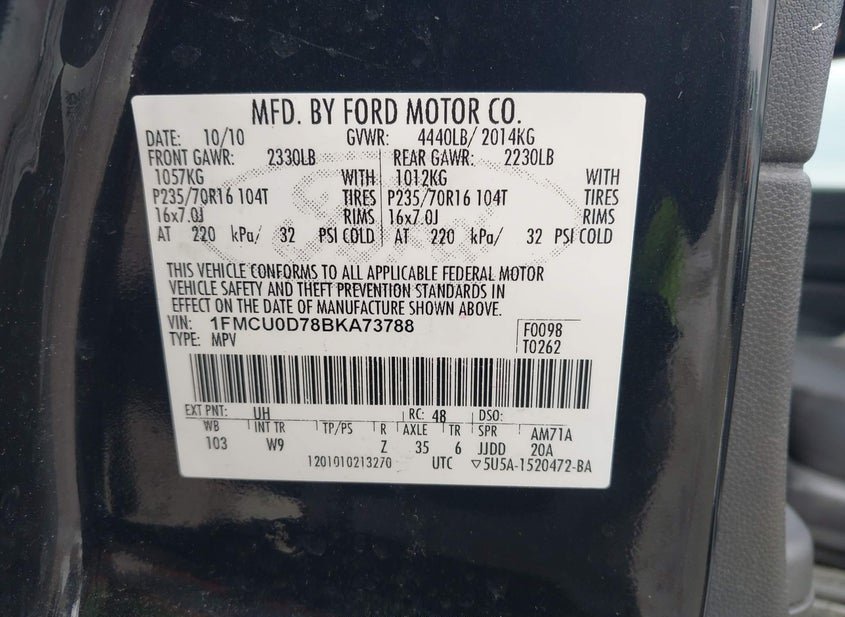 MFD. BY FORD MOTOR CO.
DATE: 10/10 GVWR: 4440LB/ 2014KG
FRONT GAWR: 2330LB REAR GAWR: 2230LB
1057KG WITH 1012KG WITH
P235/70R16 104T TIRES P235/70R16 104T TIRES
16x7.0J RIMS 16x7.0J RIMS
AT 220 kPa/ 32 PSI COLD AT 220 kPa/ 32 PSI COLD
THIS VEHICLE CONFORMS TO ALL APPLICABLE FEDERAL MOTOR
VEHICLE SAFETY AND THEFT PREVENTION STANDARDS IN
EFFECT ON THE DATE OF MANUFACTURE SHOWN ABOVE.
VIN: 1FMCU0D78BKA73788 F0098
TYPE: MPV T0262
EXT PNT: UH RC: 48 DSO:
WB INT TR TP/PS R AXLE TR SPR AM71A
103 W9 Z 35 6 JJDD 20A
1201010213270 UTC ▽5U5A-1520472-BA